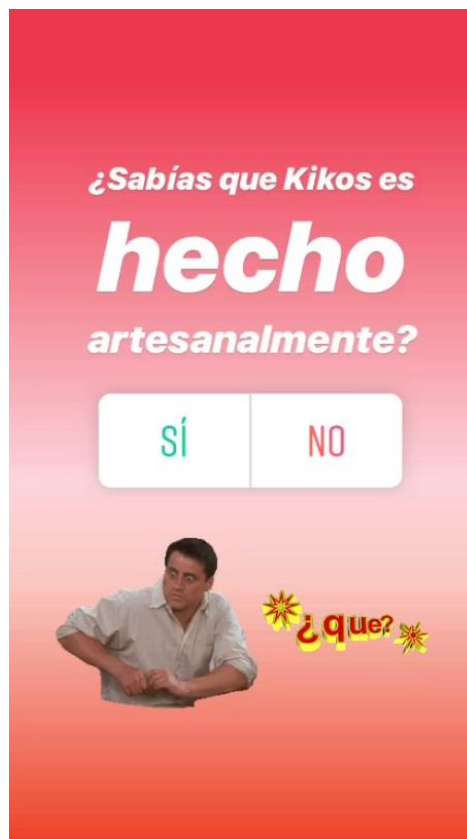 ¿Sabías que Kikos es
hecho
artesanalmente?
SÍ NO
¿que?